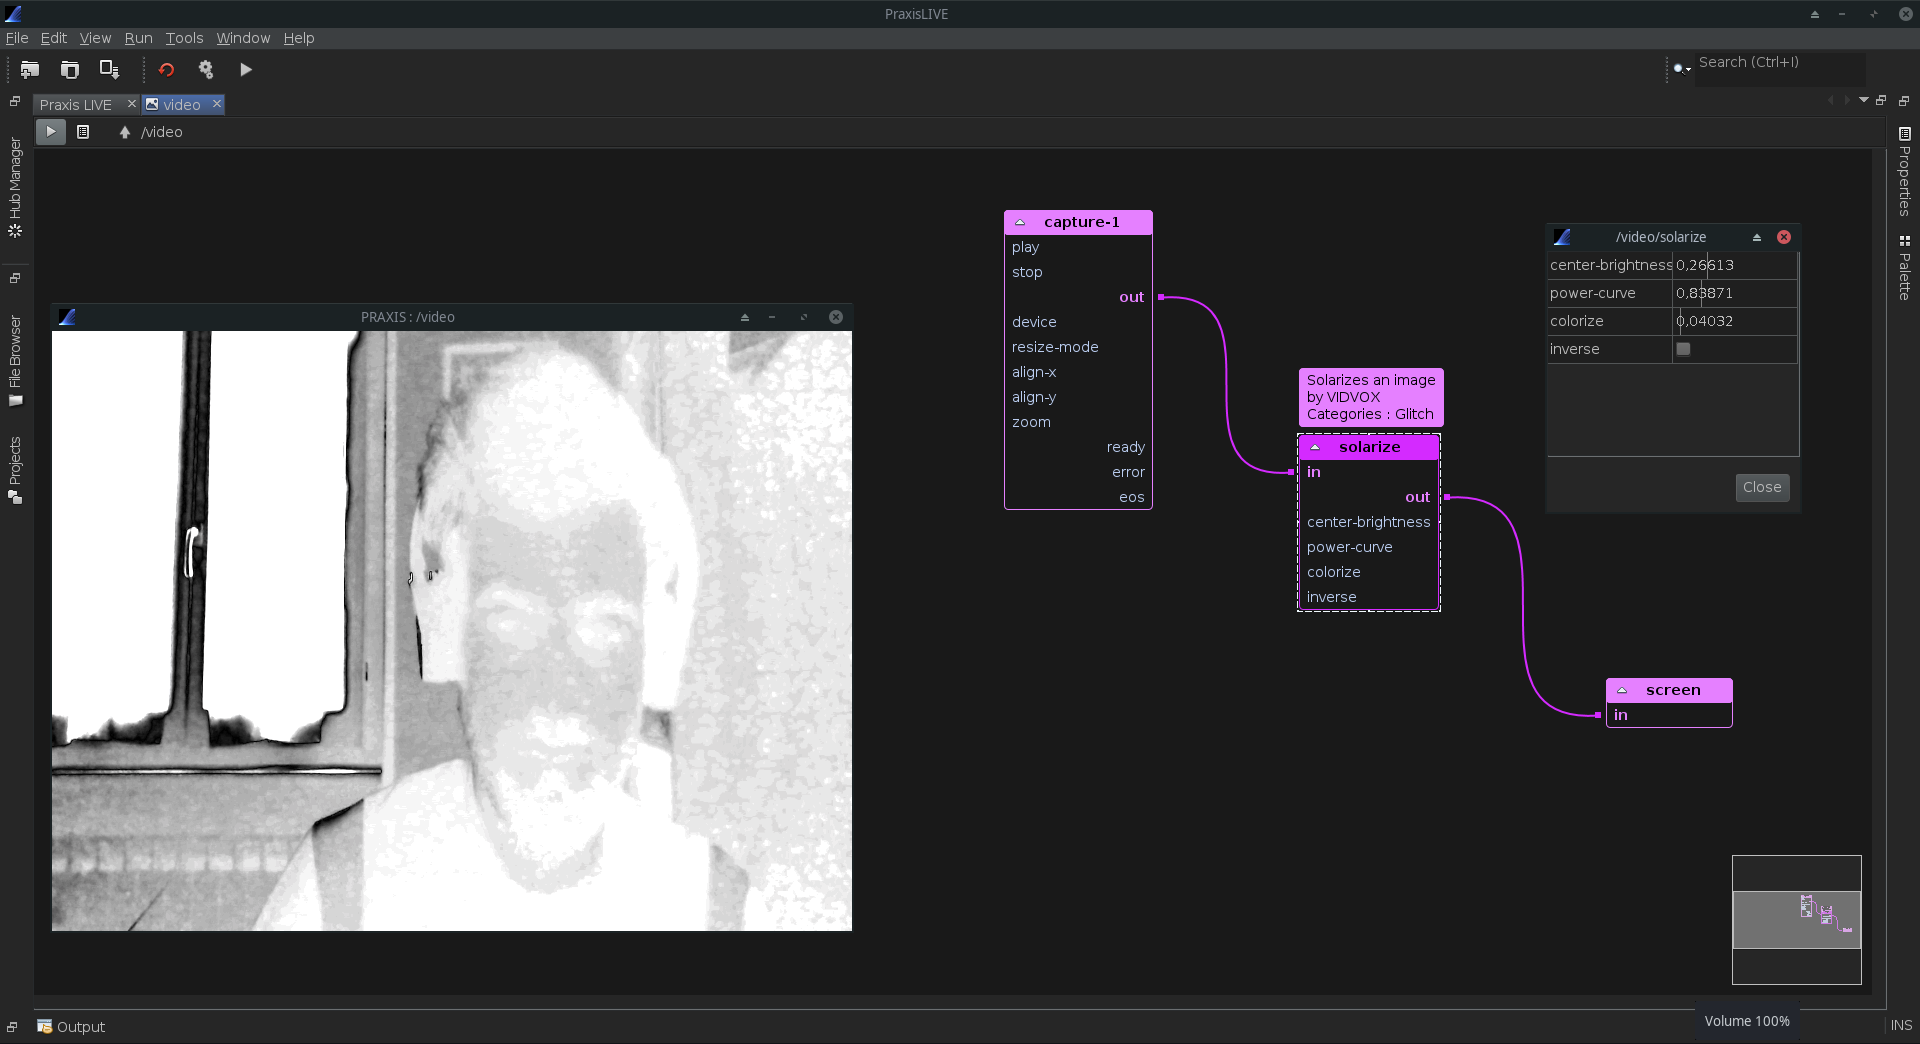 PraxisLIVE
File Edit View Run Tools Window Help
Search (Ctrl+I)
Praxis LIVE
video
/video
Hub Manager
File Browser
Projects
Properties
Palette
PRAXIS : /video
capture-1
play
stop
out
device
resize-mode
align-x
align-y
zoom
ready
error
eos
Solarizes an image
by VIDVOX
Categories : Glitch
solarize
in
out
center-brightness
power-curve
colorize
inverse
screen
in
/video/solarize
center-brightness 0,26613
power-curve 0,83871
colorize 0,04032
inverse
Close
Output
Volume 100%
INS